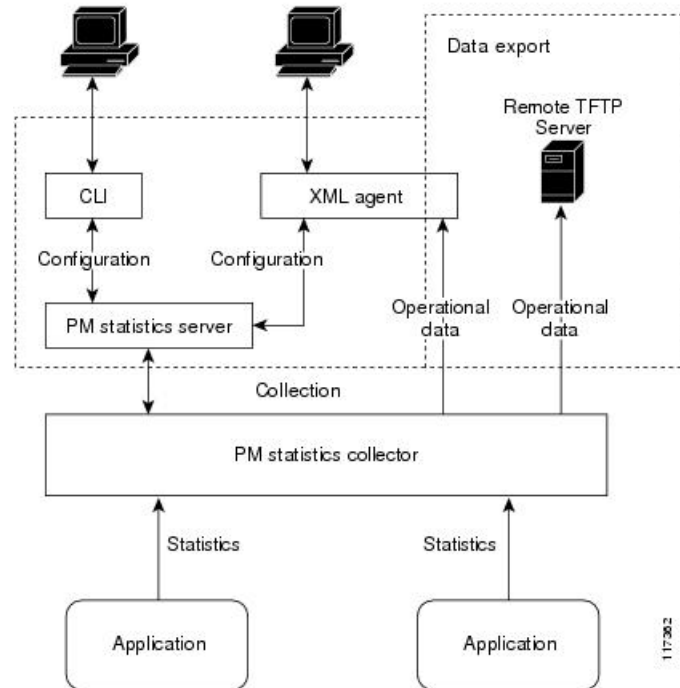 Data export
Remote TFTP
Server
CLI
XML agent
Configuration
Configuration
PM statistics server
Operational
data
Operational
data
Collection
PM statistics collector
Statistics
Statistics
Application
Application
117362